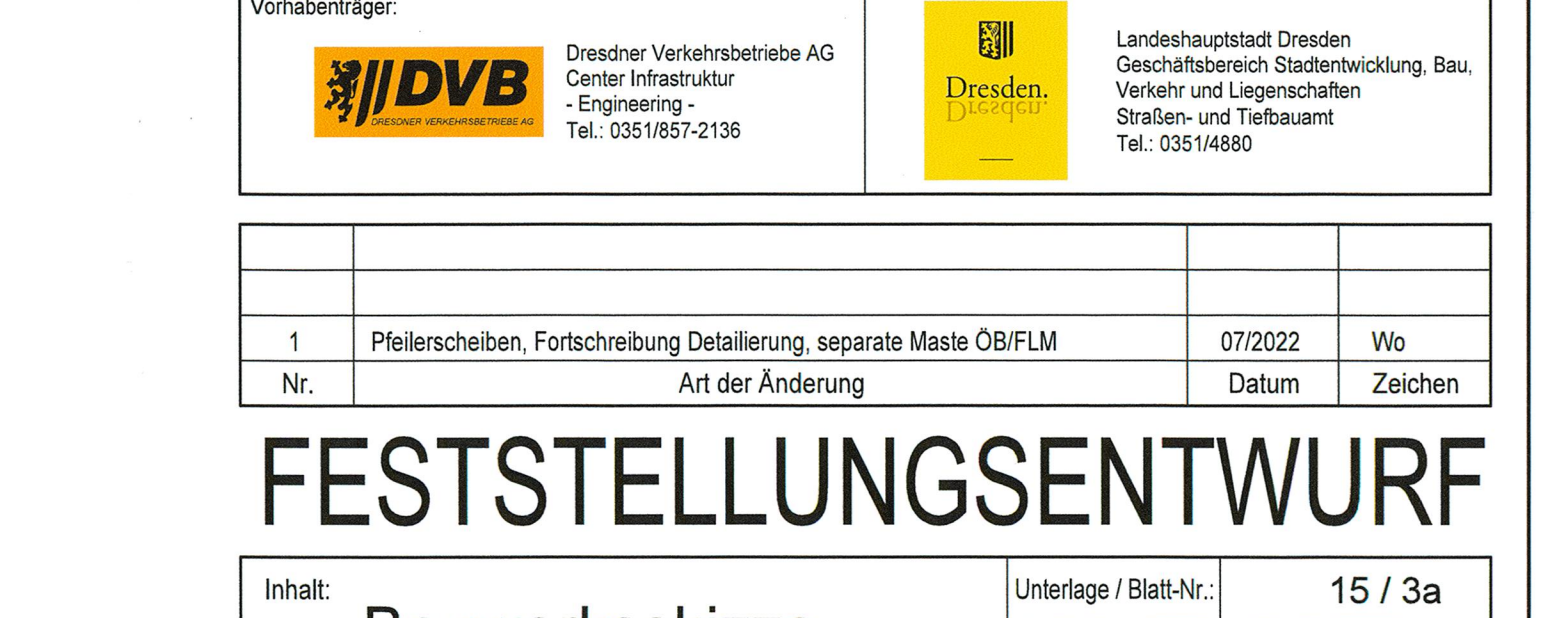 Vorhabenträger:
DVB
DRESDNER VERKEHRSBETRIEBE AG
Dresdner Verkehrsbetriebe AG
Center Infrastruktur
- Engineering -
Tel.: 0351/857-2136
Dresden.
Dresden.
Landeshauptstadt Dresden
Geschäftsbereich Stadtentwicklung, Bau,
Verkehr und Liegenschaften
Straßen- und Tiefbauamt
Tel.: 0351/4880
1 Pfeilerscheiben, Fortschreibung Detailierung, separate Maste ÖB/FLM 07/2022 Wo
Nr. Art der Änderung Datum Zeichen
FESTSTELLUNGSENTWURF
Inhalt:
Unterlage / Blatt-Nr.: 15 / 3a